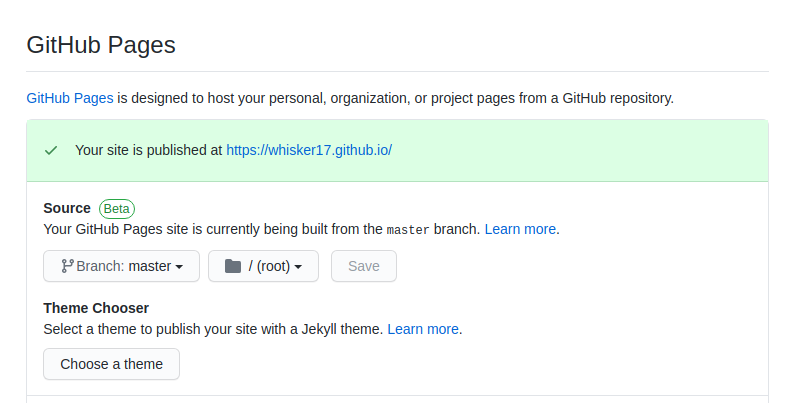 GitHub Pages
GitHub Pages is designed to host your personal, organization, or project pages from a GitHub repository.
Your site is published at https://whisker17.github.io/
Source Beta
Your GitHub Pages site is currently being built from the master branch. Learn more.
Branch: master / (root) Save
Theme Chooser
Select a theme to publish your site with a Jekyll theme. Learn more.
Choose a theme